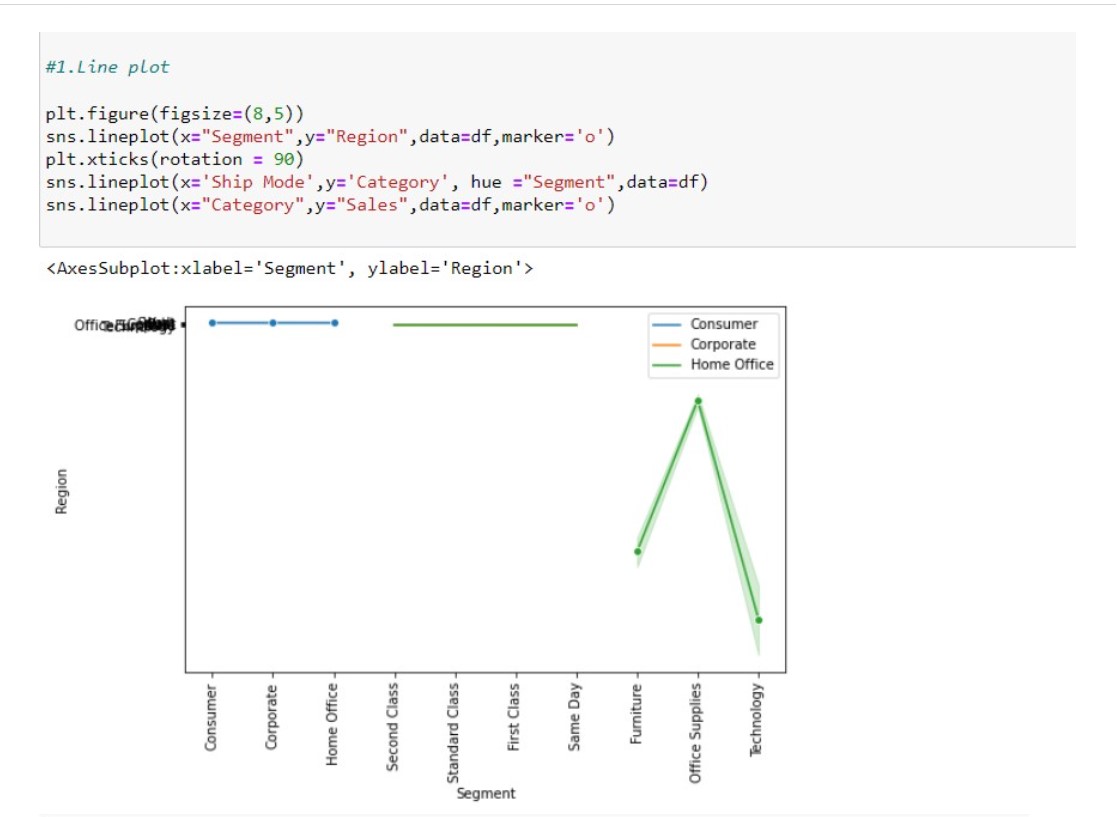 #1.Line plot
plt.figure(figsize=(8,5))
sns.lineplot(x="Segment",y="Region",data=df,marker='o')
plt.xticks(rotation = 90)
sns.lineplot(x='Ship Mode',y='Category', hue ="Segment",data=df)
sns.lineplot(x="Category",y="Sales",data=df,marker='o')
<AxesSubplot:xlabel='Segment', ylabel='Region'>
Consumer
Corporate
Home Office
Region
Consumer
Corporate
Home Office
Second Class
Standard Class
First Class
Same Day
Furniture
Office Supplies
Technology
Segment